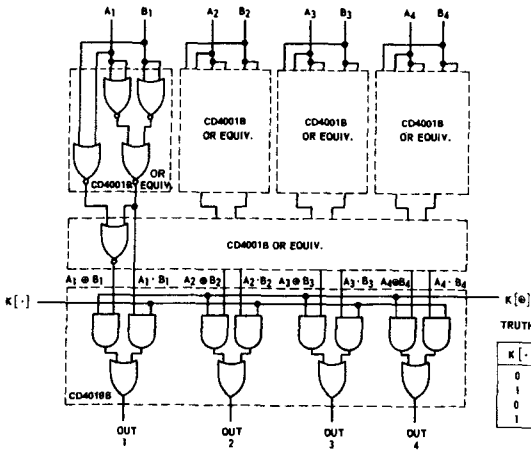 A1 B1 A2 B2 A3 B3 A4 B4
CD4001B
OR EQUIV.
CD4001B
OR EQUIV.
CD4001B
OR EQUIV.
OR
CD4001B EQUIV.
CD4001B OR EQUIV.
A1 ⊕ B1 A1 · B1 A2 ⊕ B2 A2 · B2 A3 ⊕ B3 A3 · B3 A4 ⊕ B4 A4 · B4
K [·] K [⊕]
TRUTH
K [·
0
1
0
1
CD4019B
OUT OUT OUT OUT
1 2 3 4